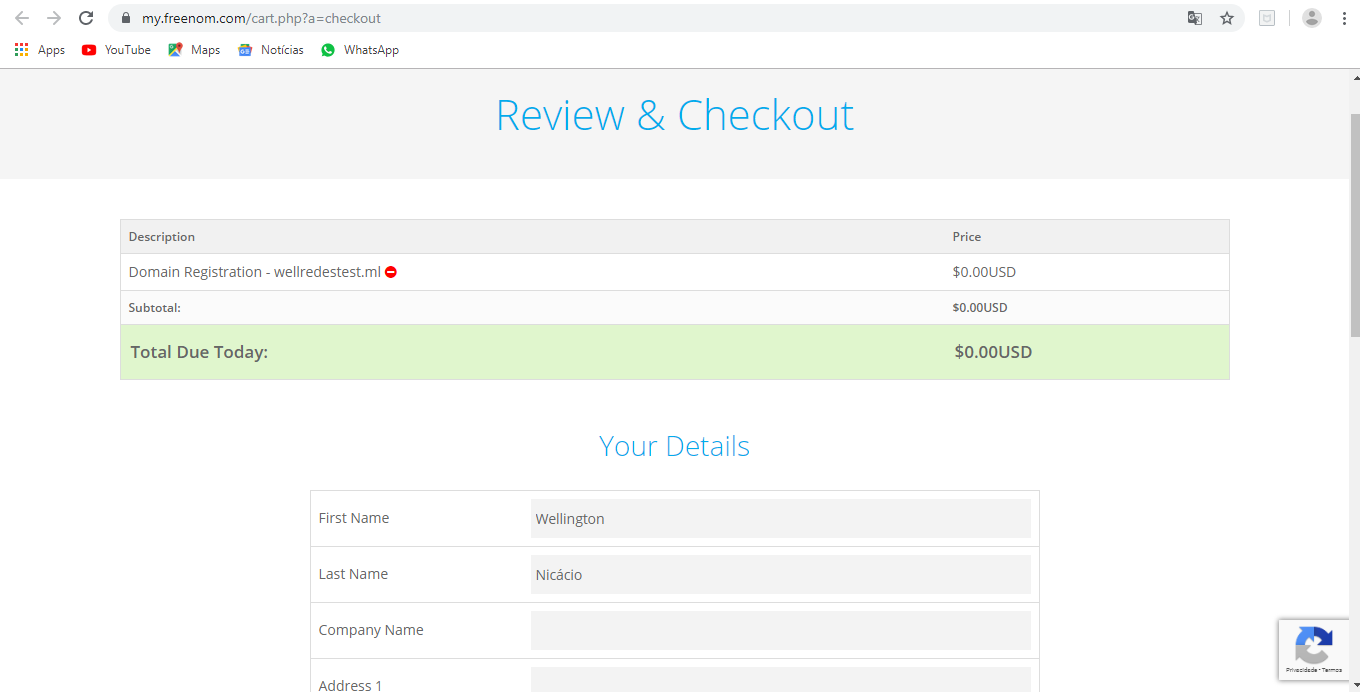 my.freenom.com/cart.php?a=checkout
Apps YouTube Maps Notícias WhatsApp
Review & Checkout
Description Price
Domain Registration - wellredestest.ml $0.00USD
Subtotal: $0.00USD
Total Due Today: $0.00USD
Your Details
First Name Wellington
Last Name Nicácio
Company Name
Address 1
Privacidade - Termos